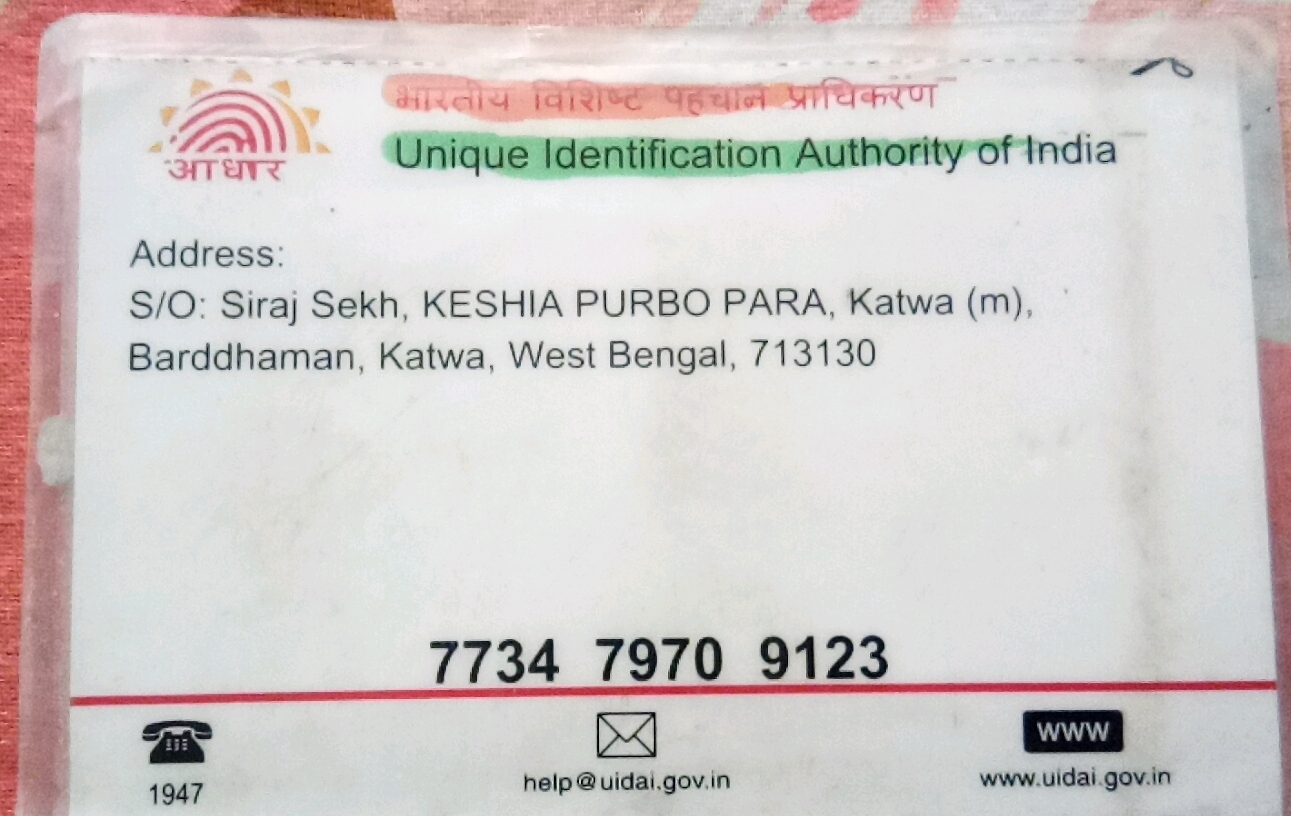 भारतीय विशिष्ट पहचान प्राधिकरण
Unique Identification Authority of India
आधार
Address:
S/O: Siraj Sekh, KESHIA PURBO PARA, Katwa (m),
Barddhaman, Katwa, West Bengal, 713130
7734 7970 9123
1947
help@uidai.gov.in
WWW
www.uidai.gov.in